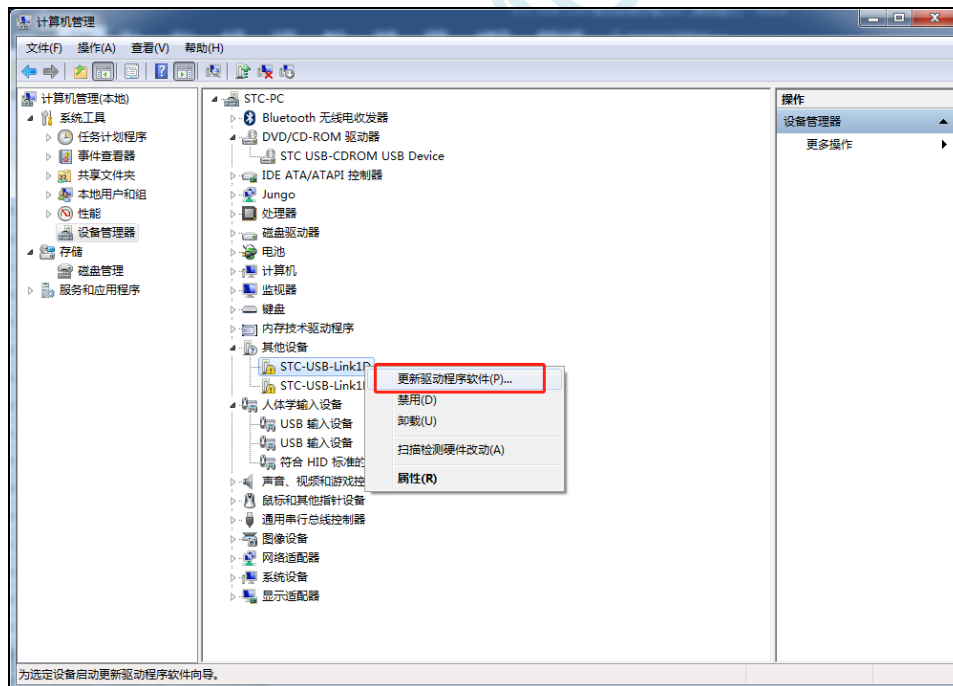 计算机管理
文件(F) 操作(A) 查看(V) 帮助(H)
计算机管理(本地)
系统工具
任务计划程序
事件查看器
共享文件夹
本地用户和组
性能
设备管理器
存储
磁盘管理
服务和应用程序
STC-PC
Bluetooth 无线电收发器
DVD/CD-ROM 驱动器
STC USB-CDROM USB Device
IDE ATA/ATAPI 控制器
Jungo
处理器
磁盘驱动器
电池
计算机
监视器
键盘
内存技术驱动程序
其他设备
STC-USB-Link1D
STC-USB-Link1
人体学输入设备
USB 输入设备
USB 输入设备
符合 HID 标准的
声音、视频和游戏控
鼠标和其他指针设备
通用串行总线控制器
图像设备
网络适配器
系统设备
显示适配器
更新驱动程序软件(P)...
禁用(D)
卸载(U)
扫描检测硬件改动(A)
属性(R)
操作
设备管理器
更多操作
为选定设备启动更新驱动程序软件向导。